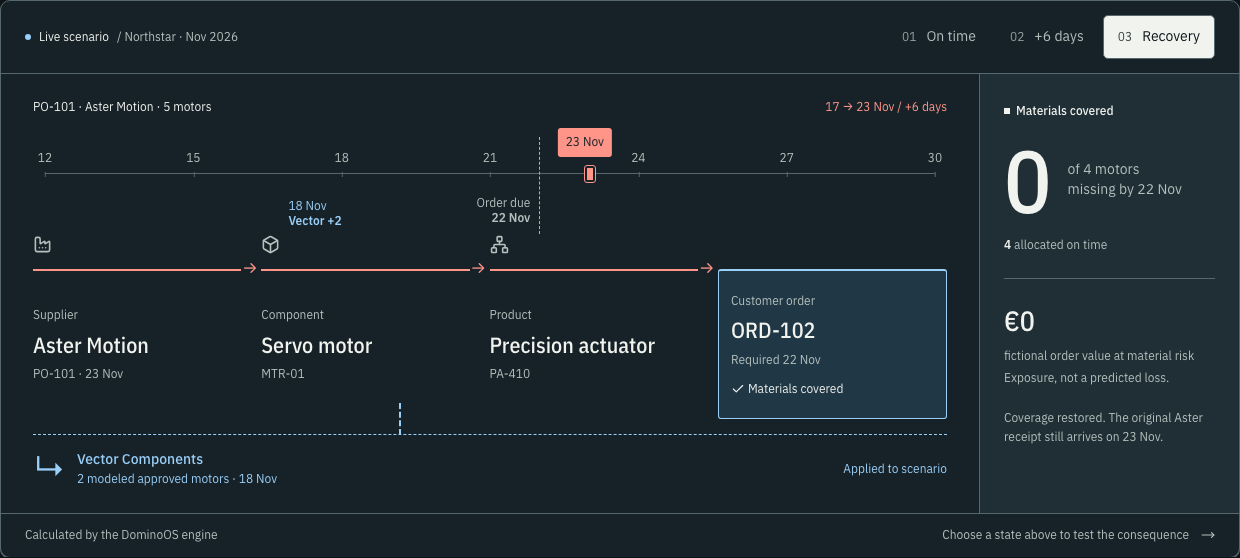 Live scenario / Northstar · Nov 2026
01 On time
02 +6 days
03 Recovery
PO-101 · Aster Motion · 5 motors
17 → 23 Nov / +6 days
23 Nov
12 15 18 21 24 27 30
18 Nov
Vector +2
Order due
22 Nov
Supplier
Aster Motion
PO-101 · 23 Nov
Component
Servo motor
MTR-01
Product
Precision actuator
PA-410
Customer order
ORD-102
Required 22 Nov
✓ Materials covered
Vector Components
2 modeled approved motors · 18 Nov
Applied to scenario
Materials covered
0
of 4 motors
missing by 22 Nov
4 allocated on time
€0
fictional order value at material risk
Exposure, not a predicted loss.
Coverage restored. The original Aster
receipt still arrives on 23 Nov.
Calculated by the DominoOS engine
Choose a state above to test the consequence →